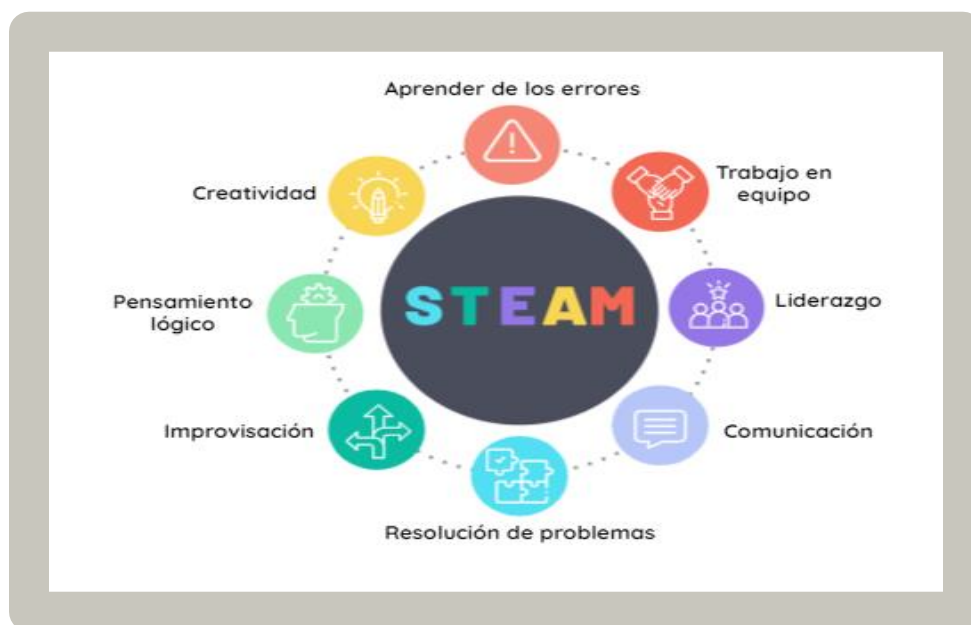 Aprender de los errores
Creatividad
Trabajo en
equipo
Pensamiento
lógico
STEAM
Liderazgo
Improvisación
Comunicación
Resolución de problemas